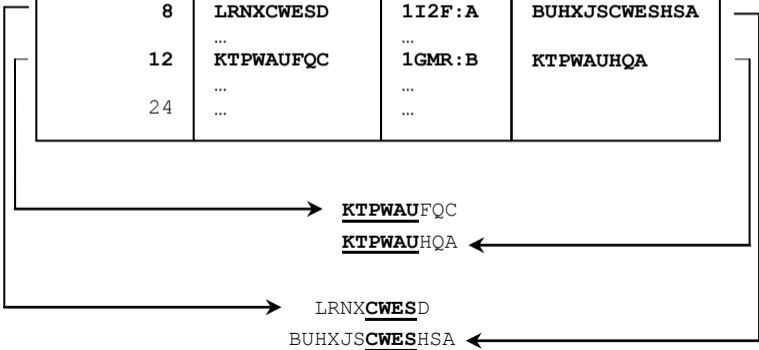 8 LRNXCWESD 1I2F:A BUHXJSCWESHSA
… …
12 KTPWAUFQC 1GMR:B KTPWAUHQA
… …
24 … …
KTPWAUFQC
KTPWAUHQA
LRNXCWESD
BUHXJSCWESHSA